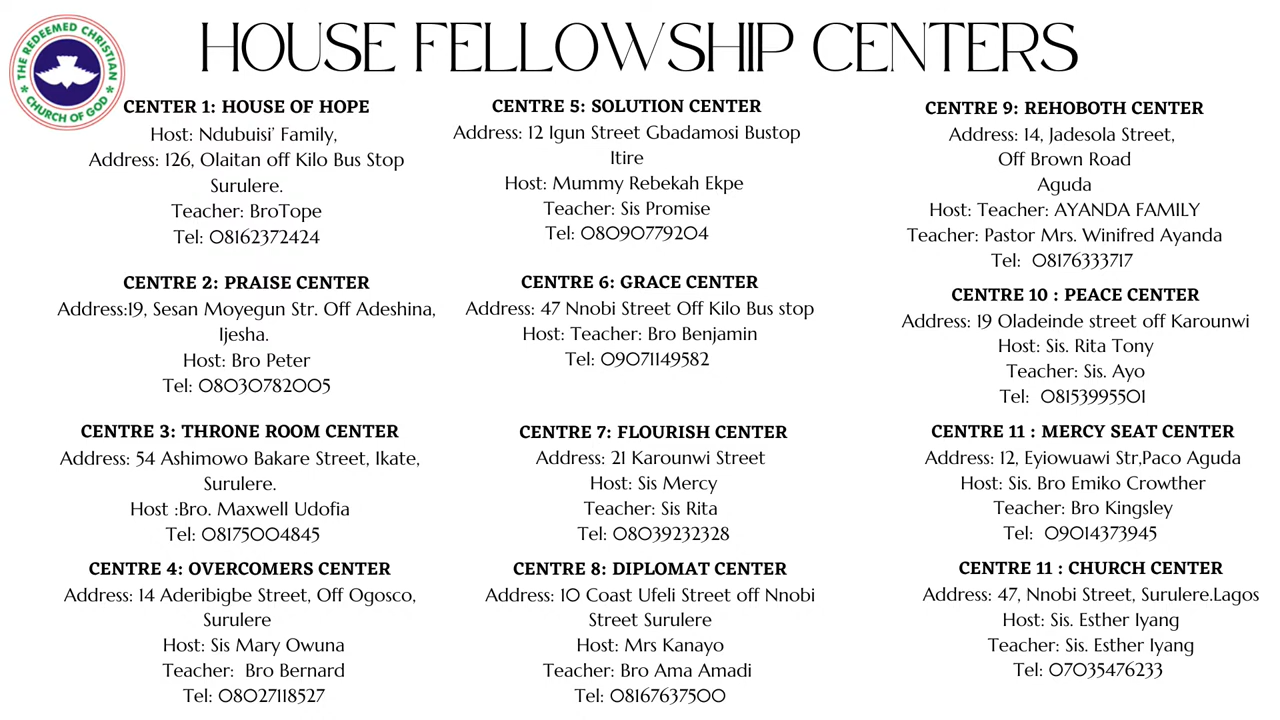 THE REDEEMED CHRISTIAN
CHURCH OF GOD
HOUSE FELLOWSHIP CENTERS
CENTER 1: HOUSE OF HOPE
Host: Ndubuisi’ Family,
Address: 126, Olaitan off Kilo Bus Stop
Surulere.
Teacher: BroTope
Tel: 08162372424
CENTRE 2: PRAISE CENTER
Address:19, Sesan Moyegun Str. Off Adeshina,
Ijesha.
Host: Bro Peter
Tel: 08030782005
CENTRE 3: THRONE ROOM CENTER
Address: 54 Ashimowo Bakare Street, Ikate,
Surulere.
Host :Bro. Maxwell Udofia
Tel: 08175004845
CENTRE 4: OVERCOMERS CENTER
Address: 14 Aderibigbe Street, Off Ogosco,
Surulere
Host: Sis Mary Owuna
Teacher:  Bro Bernard
Tel: 08027118527
CENTRE 5: SOLUTION CENTER
Address: 12 Igun Street Gbadamosi Bustop
Itire
Host: Mummy Rebekah Ekpe
Teacher: Sis Promise
Tel: 08090779204
CENTRE 6: GRACE CENTER
Address: 47 Nnobi Street Off Kilo Bus stop
Host: Teacher: Bro Benjamin
Tel: 09071149582
CENTRE 7: FLOURISH CENTER
Address: 21 Karounwi Street
Host: Sis Mercy
Teacher: Sis Rita
Tel: 08039232328
CENTRE 8: DIPLOMAT CENTER
Address: 10 Coast Ufeli Street off Nnobi
Street Surulere
Host: Mrs Kanayo
Teacher: Bro Ama Amadi
Tel: 08167637500
CENTRE 9: REHOBOTH CENTER
Address: 14, Jadesola Street,
Off Brown Road
Aguda
Host: Teacher: AYANDA FAMILY
Teacher: Pastor Mrs. Winifred Ayanda
Tel:  08176333717
CENTRE 10 : PEACE CENTER
Address: 19 Oladeinde street off Karounwi
Host: Sis. Rita Tony
Teacher: Sis. Ayo
Tel:  08153995501
CENTRE 11 : MERCY SEAT CENTER
Address: 12, Eyiowuawi Str,Paco Aguda
Host: Sis. Bro Emiko Crowther
Teacher: Bro Kingsley
Tel:  09014373945
CENTRE 11 : CHURCH CENTER
Address: 47, Nnobi Street, Surulere.Lagos
Host: Sis. Esther Iyang
Teacher: Sis. Esther Iyang
Tel: 07035476233